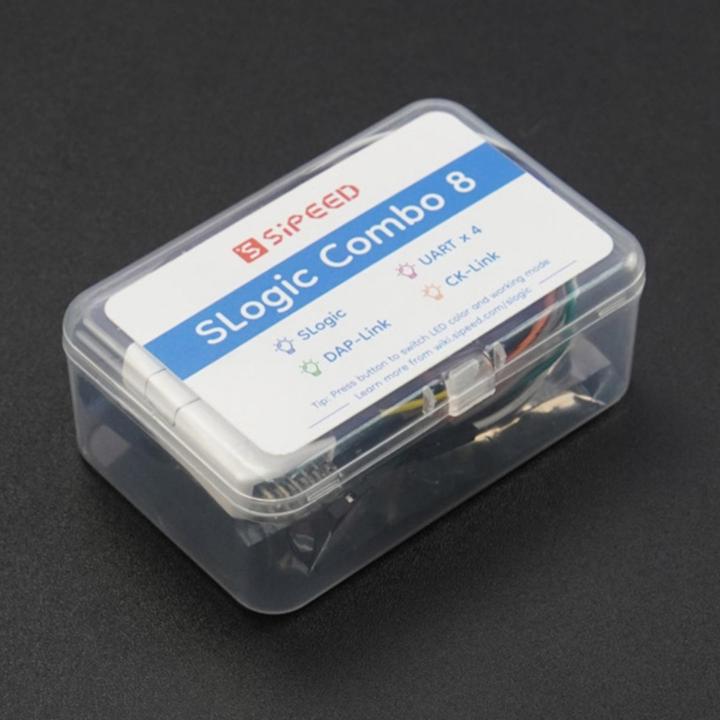 SiPEED
SLogic Combo 8
SLogic
UART x 4
DAP-Link
CK-Link
Tip: Press button to switch LED color and working mode
Learn more from wiki.sipeed.com/slogic